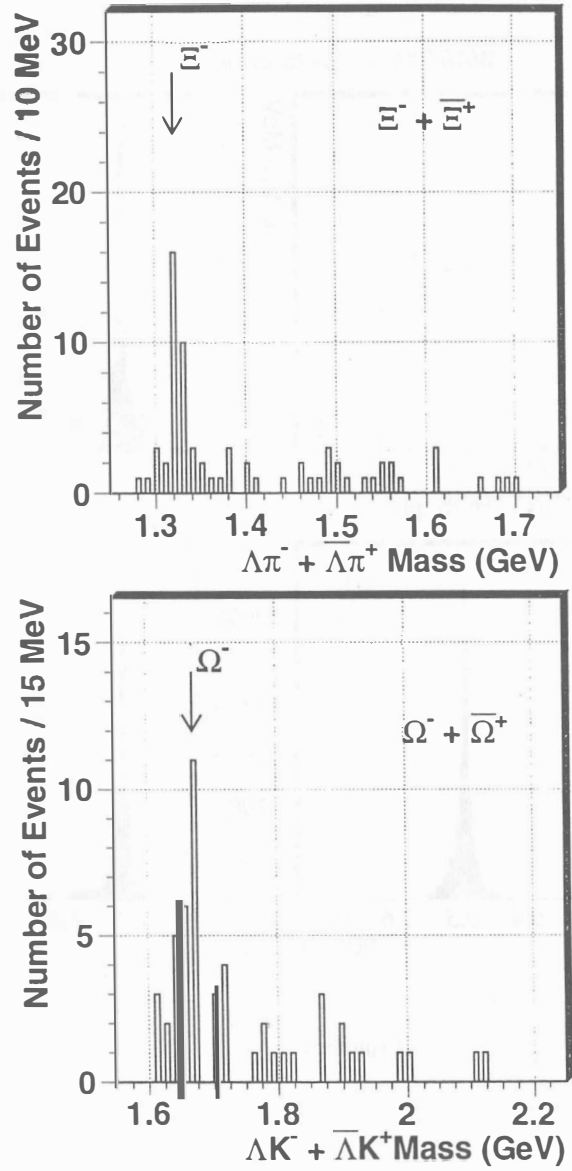 Number of Events / 10 MeV
30
20
10
0
Ξ⁻
Ξ⁻ + Ξ̅⁺
1.3 1.4 1.5 1.6 1.7
Λπ⁻ + Λ̅π⁺ Mass (GeV)
Number of Events / 15 MeV
15
10
5
0
Ω⁻
Ω⁻ + Ω̅⁺
1.6 1.8 2 2.2
ΛK⁻ + Λ̅K⁺Mass (GeV)